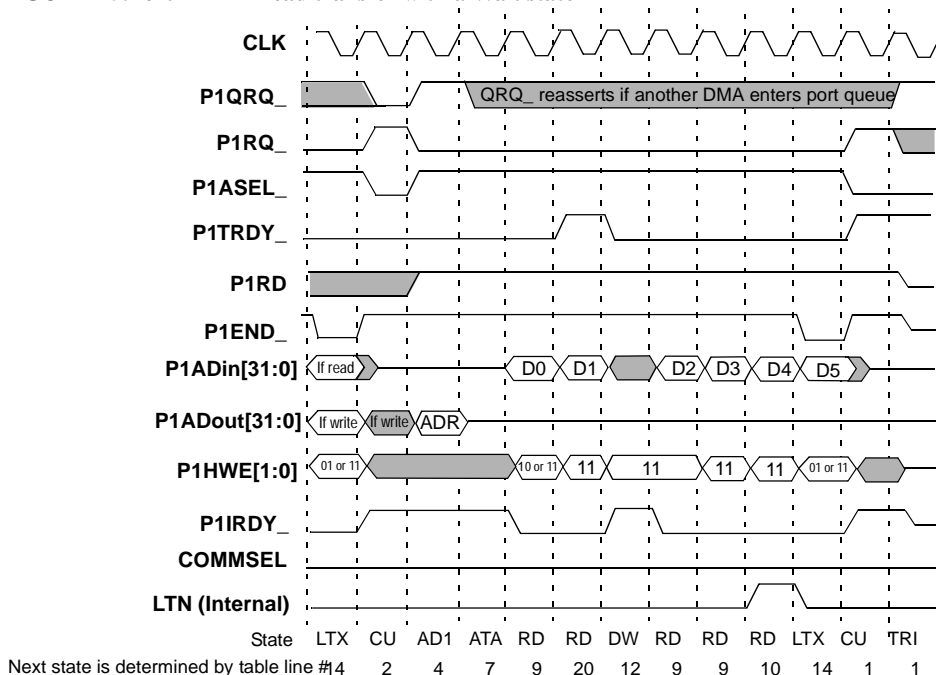 CLK
P1QRQ_ QRQ_ reasserts if another DMA enters port queue
P1RQ_
P1ASEL_
P1TRDY_
P1RD
P1END_
P1ADin[31:0] If read D0 D1 D2 D3 D4 D5
P1ADout[31:0] If write If write ADR
P1HWE[1:0] 01 or 11 10 or 11 11 11 11 11 01 or 11
P1IRDY_
COMMSEL
LTN (Internal)
State LTX CU AD1 ATA RD RD DW RD RD RD LTX CU TRI
Next state is determined by table line #14 2 4 7 9 20 12 9 9 10 14 1 1